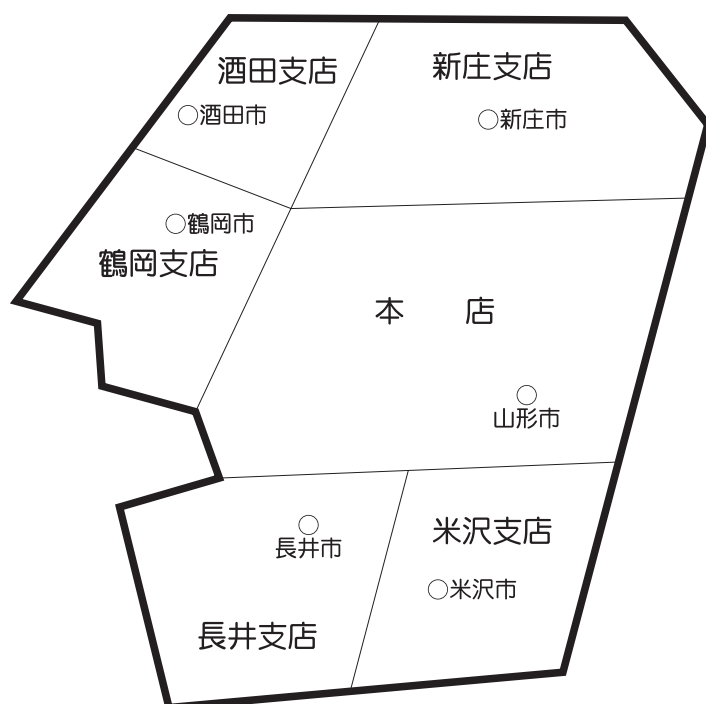 酒田支店
○酒田市
新庄支店
○新庄市
○鶴岡市
鶴岡支店
本　店
○
山形市
○
長井市
長井支店
米沢支店
○米沢市